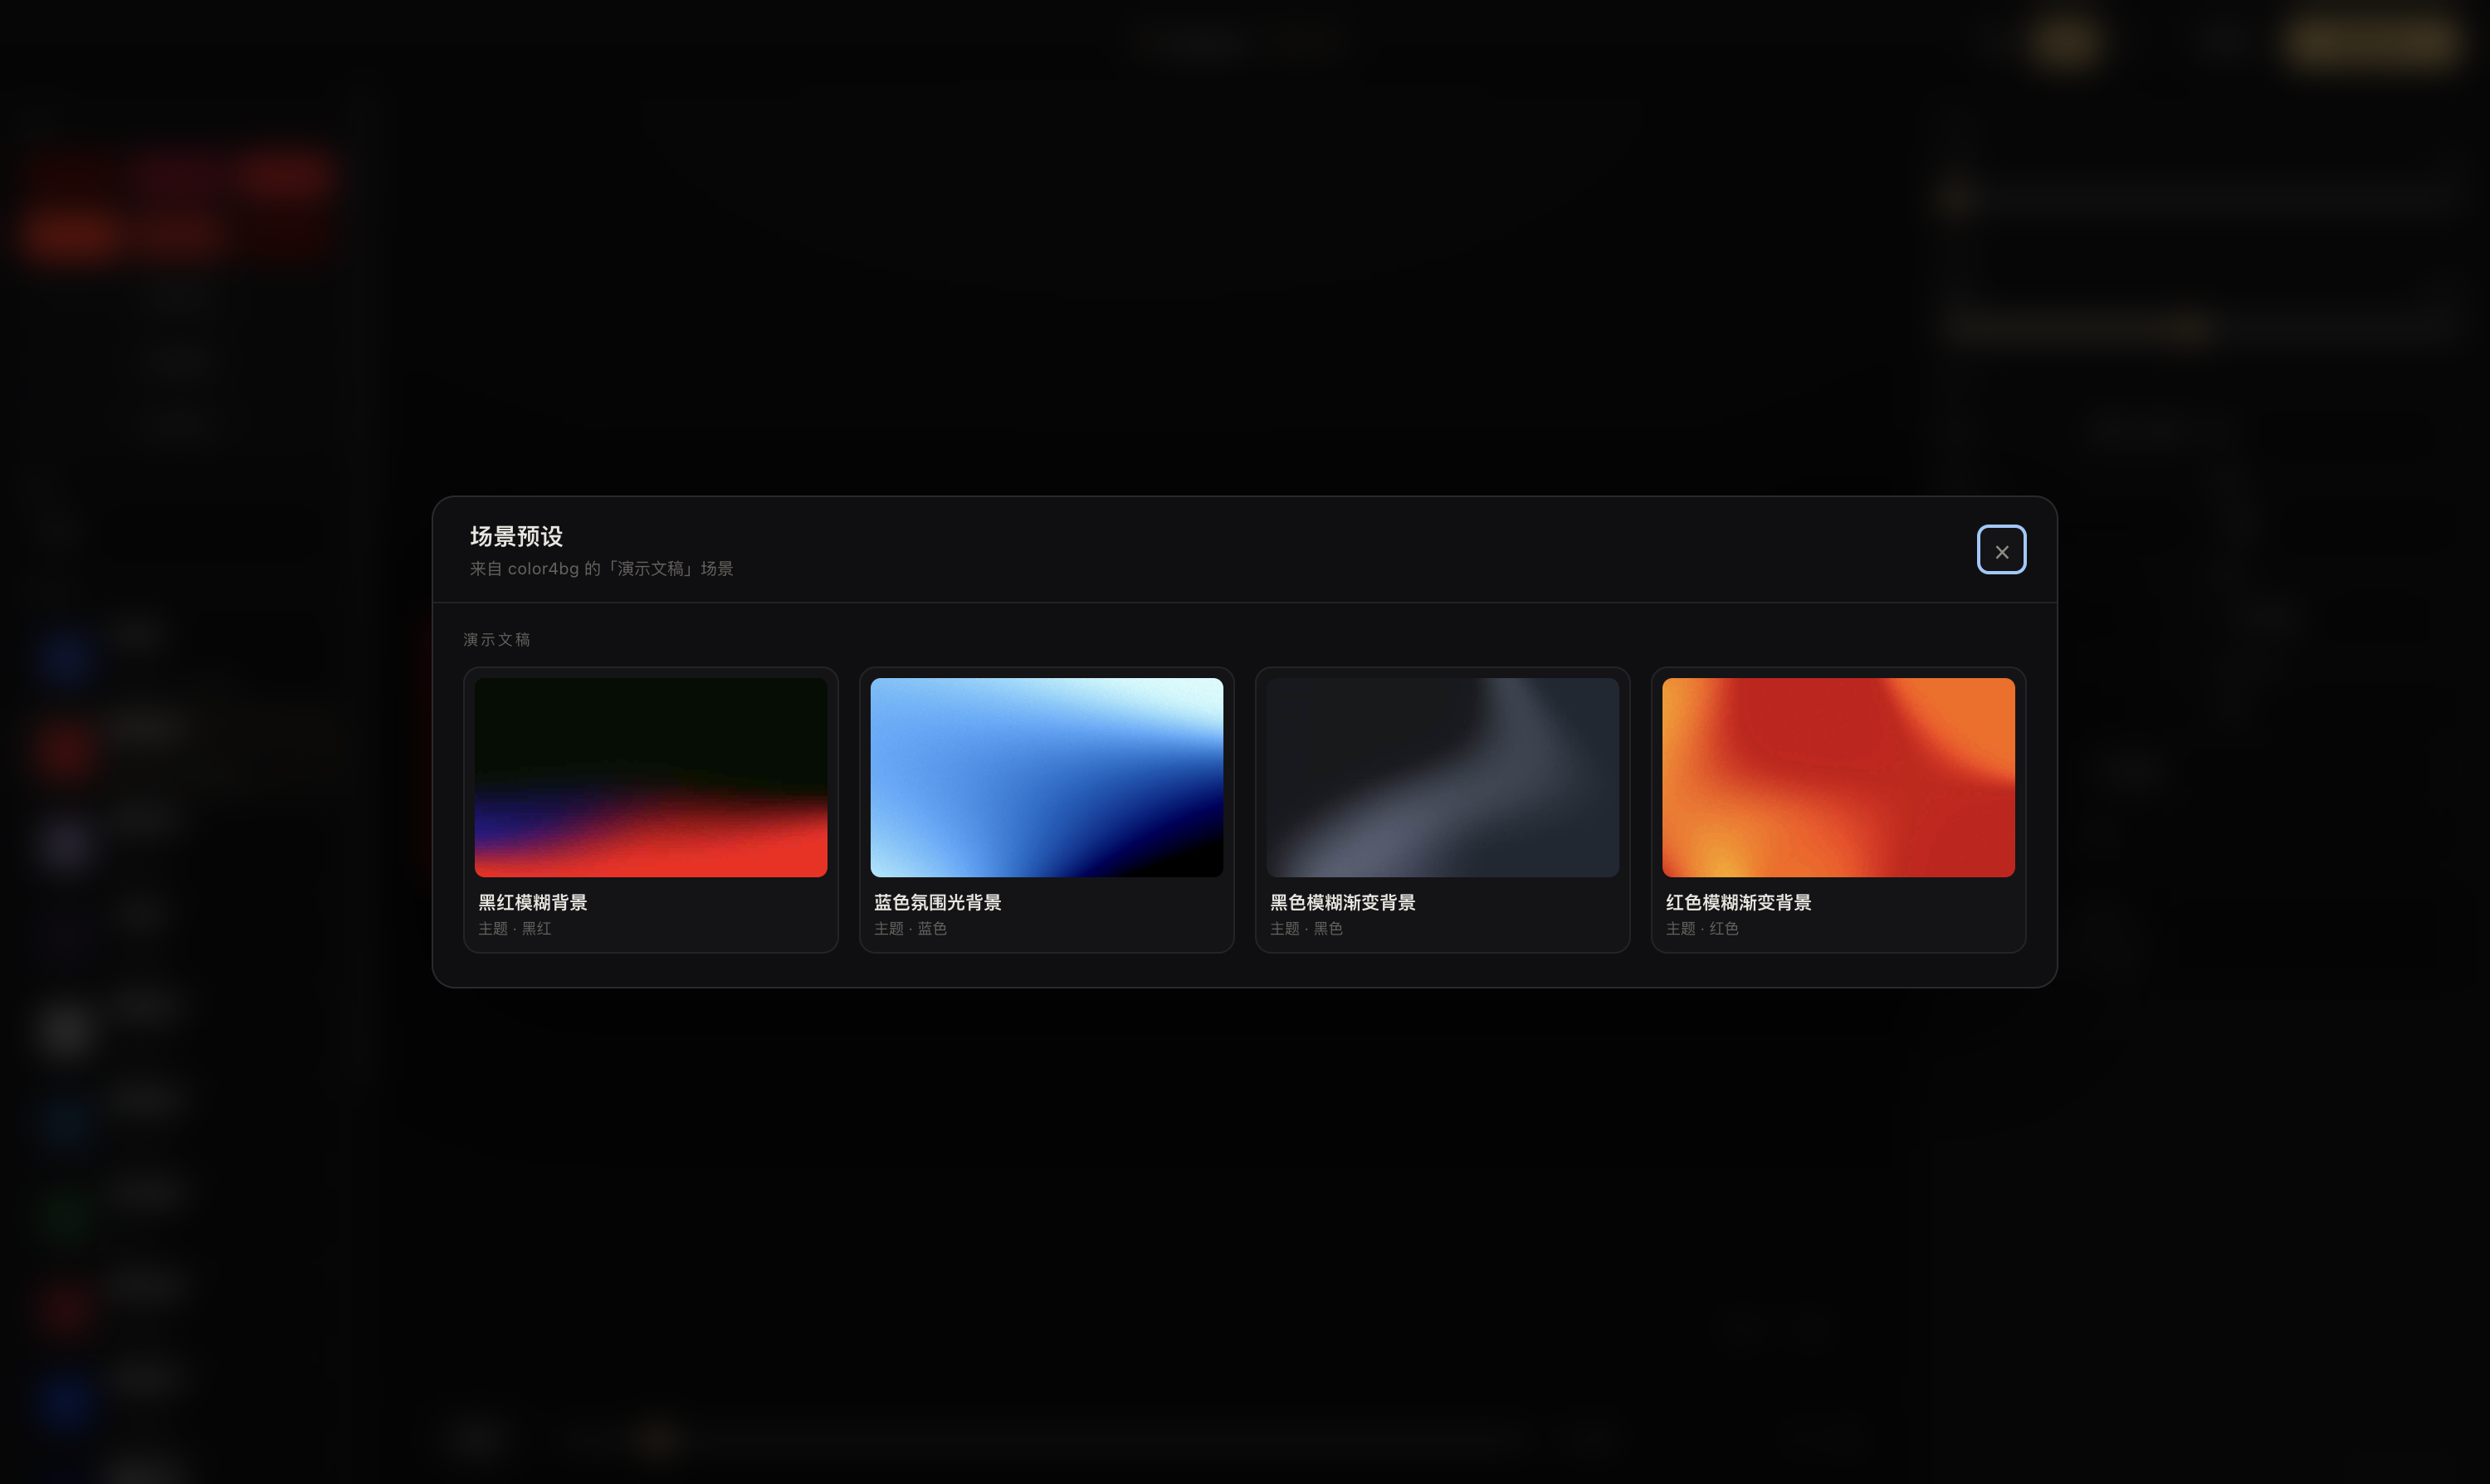 场景预设
来自 color4bg 的「演示文稿」场景
演示文稿
黑红模糊背景
主题 · 黑红
蓝色氛围光背景
主题 · 蓝色
黑色模糊渐变背景
主题 · 黑色
红色模糊渐变背景
主题 · 红色